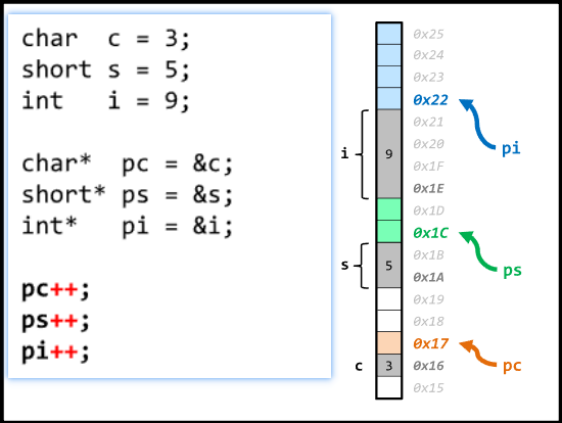 char  c = 3;
short s = 5;
int   i = 9;
char*  pc = &c;
short* ps = &s;
int*   pi = &i;
pc++;
ps++;
pi++;
0x25
0x24
0x23
0x22
pi
0x21
i
9
0x20
0x1F
0x1E
0x1D
0x1C
ps
0x1B
s
5
0x1A
0x19
0x18
0x17
pc
c
3
0x16
0x15